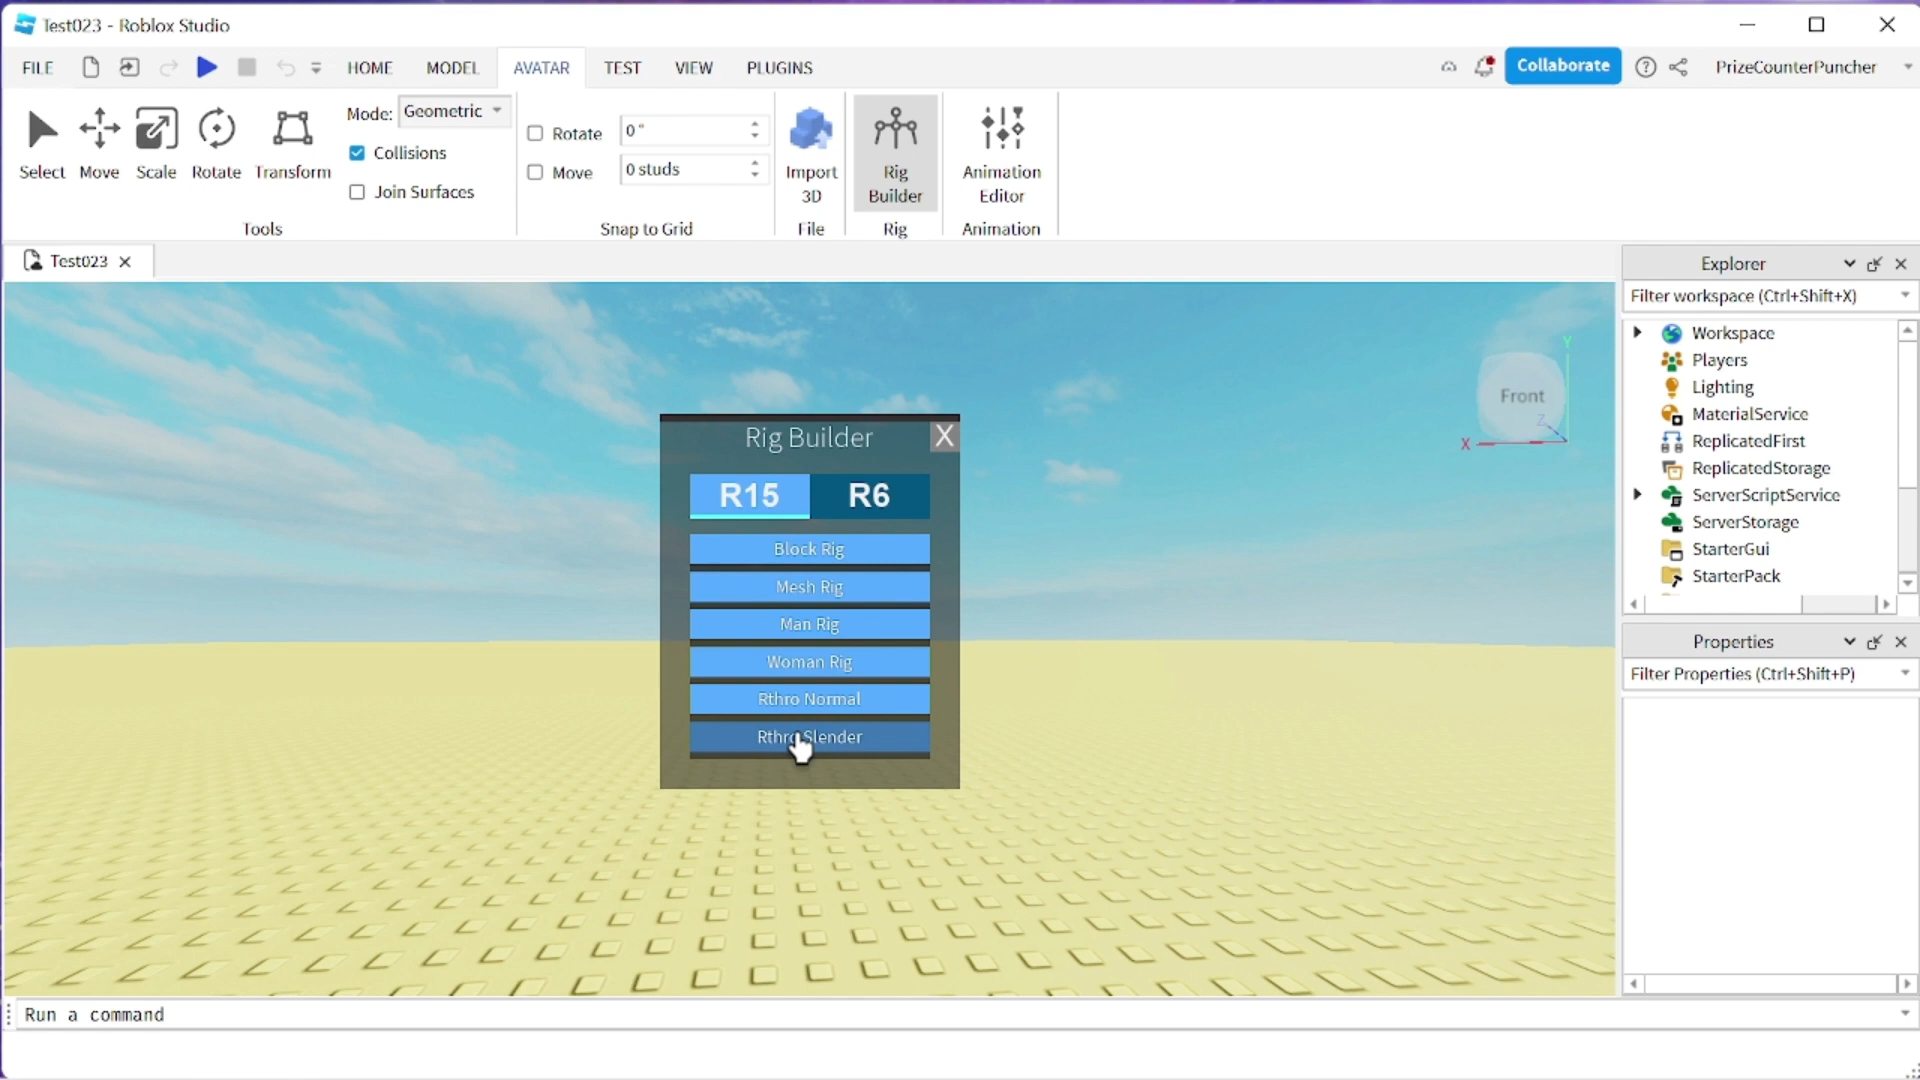 Test023 - Roblox Studio
FILE HOME MODEL AVATAR TEST VIEW PLUGINS Collaborate PrizeCounterPuncher
Select Move Scale Rotate Transform
Mode: Geometric
Collisions
Join Surfaces
Tools
Rotate 0 °
Move 0 studs
Snap to Grid
Import
3D
File
Rig
Builder
Rig
Animation
Editor
Animation
Test023
Front
Y
Z
X
Rig Builder X
R15 R6
Block Rig
Mesh Rig
Man Rig
Woman Rig
Rthro Normal
Rthro Slender
Explorer
Filter workspace (Ctrl+Shift+X)
Workspace
Players
Lighting
MaterialService
ReplicatedFirst
ReplicatedStorage
ServerScriptService
ServerStorage
StarterGui
StarterPack
Properties
Filter Properties (Ctrl+Shift+P)
Run a command